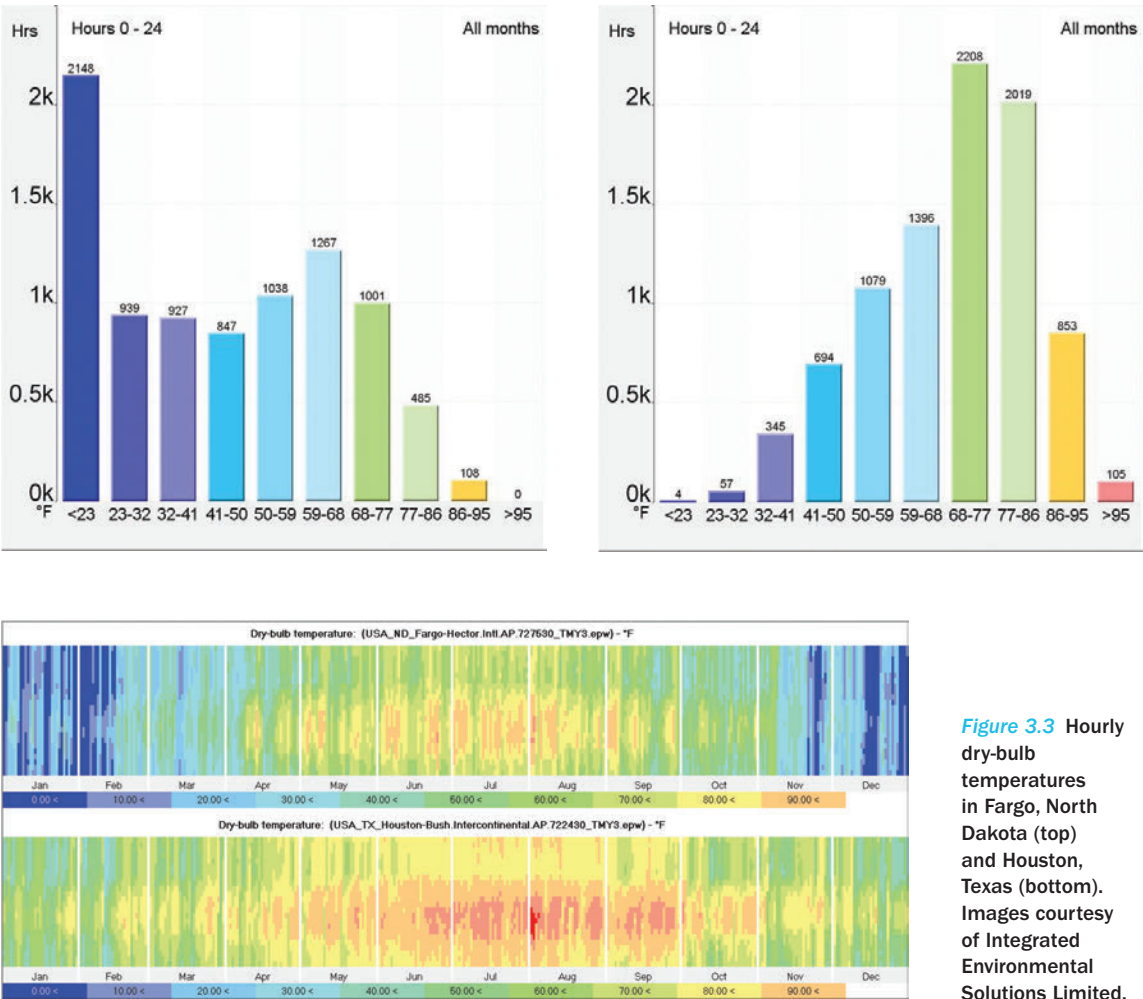 Hrs Hours 0 - 24 All months
2148
2k
1.5k
1267
1038
1k
1001
939
927
847
0.5k
485
108
0
0k
°F <23 23-32 32-41 41-50 50-59 59-68 68-77 77-86 86-95 >95
Hrs Hours 0 - 24 All months
2208
2019
2k
1.5k
1396
1079
1k
853
694
0.5k
345
105
57
4
0k
°F <23 23-32 32-41 41-50 50-59 59-68 68-77 77-86 86-95 >95
Dry-bulb temperature: (USA_ND_Fargo-Hector.Intl.AP.727530_TMY3.epw) - °F
Jan Feb Mar Apr May Jun Jul Aug Sep Oct Nov Dec
0.00 < 10.00 < 20.00 < 30.00 < 40.00 < 50.00 < 60.00 < 70.00 < 80.00 < 90.00 <
Dry-bulb temperature: (USA_TX_Houston-Bush.Intercontinental.AP.722430_TMY3.epw) - °F
Jan Feb Mar Apr May Jun Jul Aug Sep Oct Nov Dec
0.00 < 10.00 < 20.00 < 30.00 < 40.00 < 50.00 < 60.00 < 70.00 < 80.00 < 90.00 <
Figure 3.3 Hourly
dry-bulb
temperatures
in Fargo, North
Dakota (top)
and Houston,
Texas (bottom).
Images courtesy
of Integrated
Environmental
Solutions Limited.